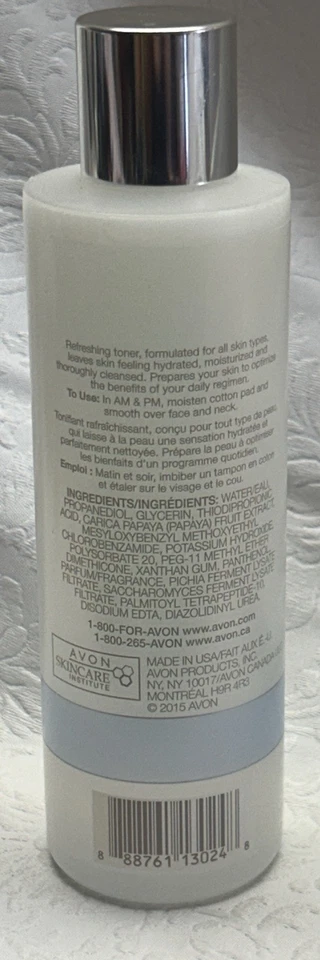 Refreshing toner, formulated for all skin types,
leaves skin feeling hydrated, moisturized and
thoroughly cleansed. Prepares your skin to optimize
the benefits of your daily regimen.
To Use: In AM & PM, moisten cotton pad and
smooth over face and neck.
Tonifiant rafraîchissant, conçu pour tout type de peau,
qui laisse à la peau une sensation hydratée et
parfaitement nettoyée. Prépare la peau à optimiser
les bienfaits d'un programme quotidien.
Emploi : Matin et soir, imbiber un tampon en coton
et étaler sur le visage et le cou.
INGREDIENTS/INGRÉDIENTS: WATER/EAU,
PROPANEDIOL, GLYCERIN, THIODIPROPIONIC
ACID, CARICA PAPAYA (PAPAYA) FRUIT EXTRACT,
MESYLOXYBENZYL METHOXYETHYL
CHLOROBENZAMIDE, POTASSIUM HYDROXIDE,
POLYSORBATE 20, PEG-11 METHYL ETHER
DIMETHICONE, XANTHAN GUM, PANTHENOL,
PARFUM/FRAGRANCE, PICHIA FERMENT LYSATE
FILTRATE, SACCHAROMYCES FERMENT LYSATE
FILTRATE, PALMITOYL TETRAPEPTIDE-10,
DISODIUM EDTA, DIAZOLIDINYL UREA.
1-800-FOR-AVON www.avon.com
1-800-265-AVON www.avon.ca
AVON
SKINCARE
INSTITUTE
MADE IN USA/FAIT AUX É.-U.
AVON PRODUCTS, INC.
NY, NY 10017/AVON CANADA
MONTRÉAL H9R 4R3
© 2015 AVON
8 88761 13024 8